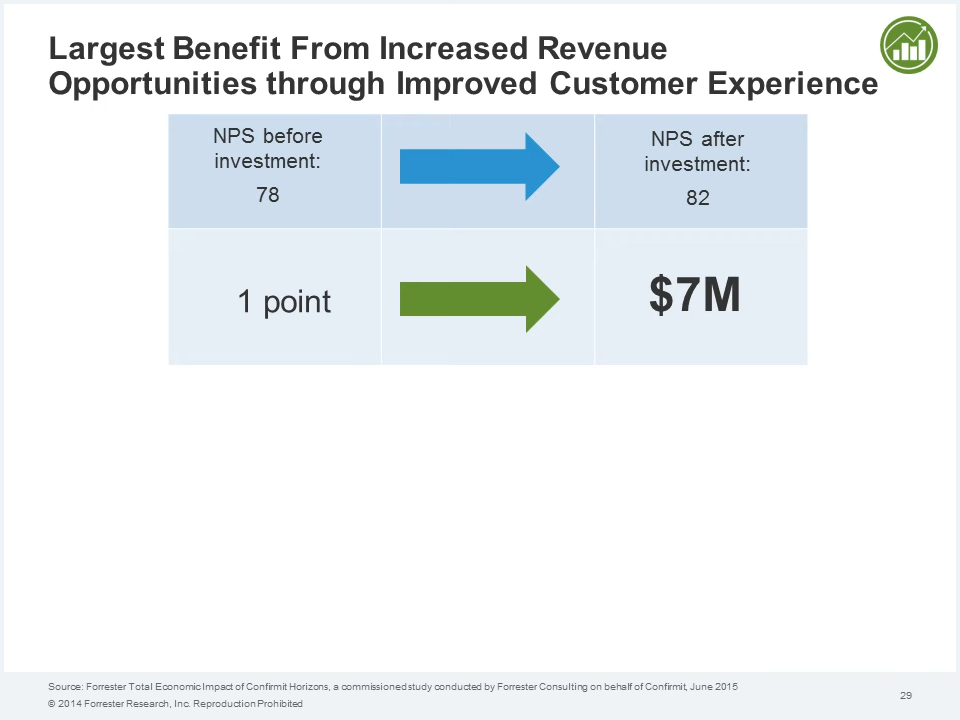 Largest Benefit From Increased Revenue
Opportunities through Improved Customer Experience
NPS before
investment:
78
NPS after
investment:
82
1 point
$7M
Source: Forrester Total Economic Impact of Confirmit Horizons, a commissioned study conducted by Forrester Consulting on behalf of Confirmit, June 2015
© 2014 Forrester Research, Inc. Reproduction Prohibited
29